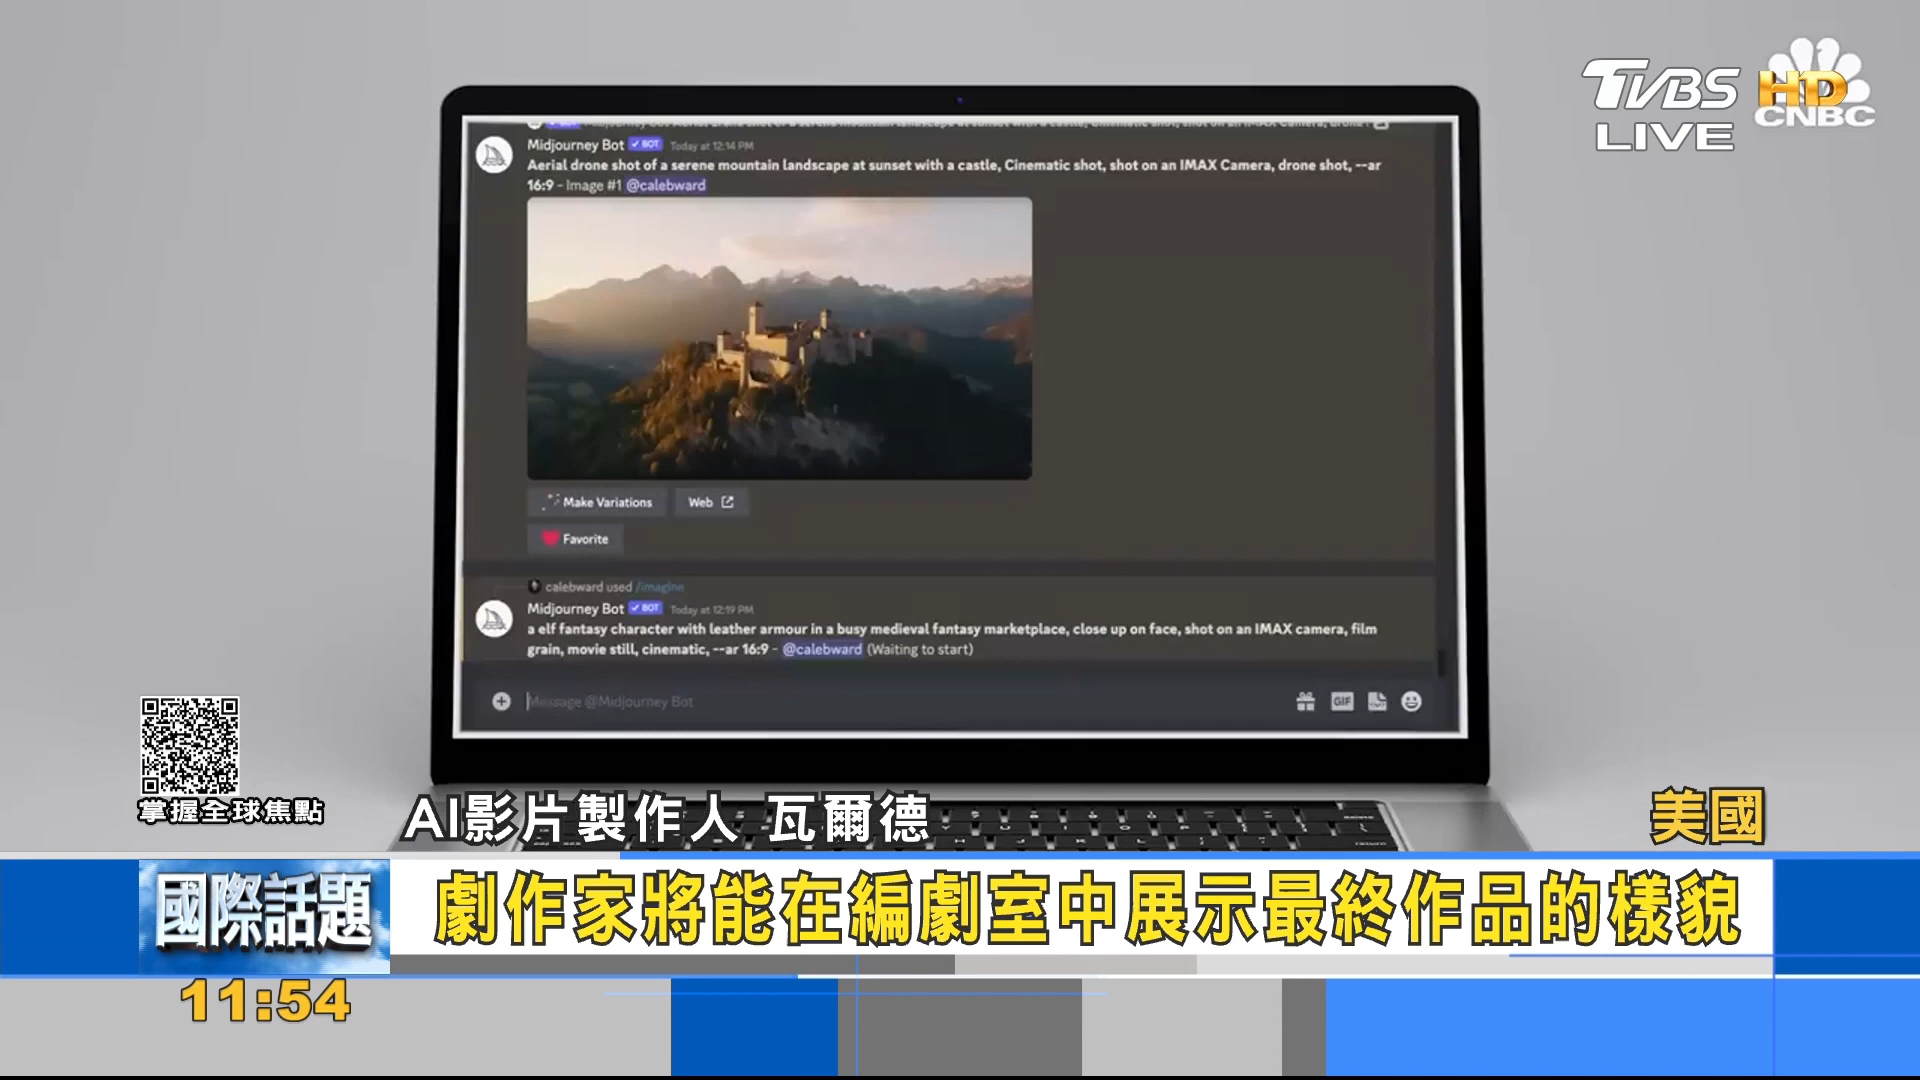 TVBS HD
CNBC
LIVE
Midjourney Bot ✓ BOT Today at 12:14 PM
Aerial drone shot of a serene mountain landscape at sunset with a castle, Cinematic shot, shot on an IMAX Camera, drone shot, --ar
16:9 - Image #1 @calebward
Make Variations
Web
Favorite
calebward used /imagine
Midjourney Bot ✓ BOT Today at 12:19 PM
a elf fantasy character with leather armour in a busy medieval fantasy marketplace, close up on face, shot on an IMAX camera, film
grain, movie still, cinematic, --ar 16:9 - @calebward (Waiting to start)
Message @Midjourney Bot
GIF
掌握全球焦點
AI影片製作人 瓦爾德
美國
國際話題
劇作家將能在編劇室中展示最終作品的樣貌
11:54